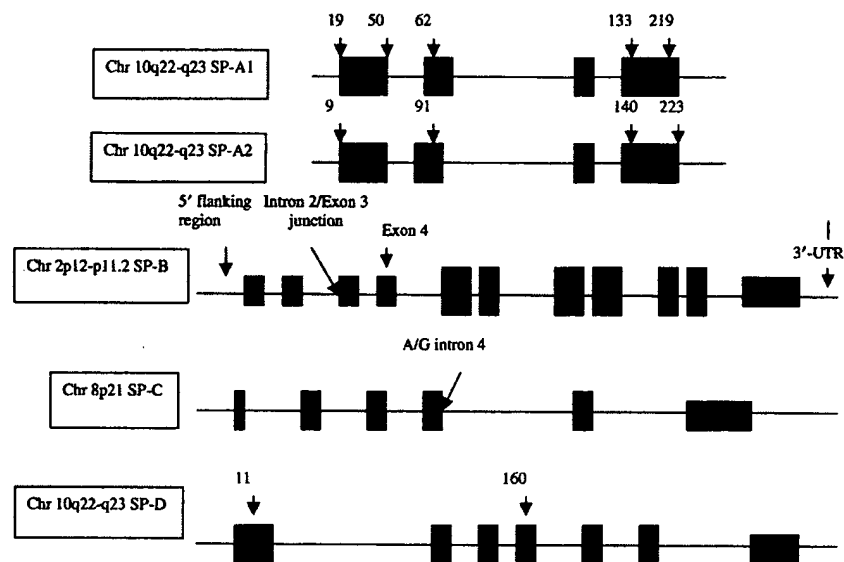 19 50 62 133 219
Chr 10q22-q23 SP-A1
9 91 140 223
Chr 10q22-q23 SP-A2
5' flanking
region
Intron 2/Exon 3
junction
Exon 4
3'-UTR
Chr 2p12-p11.2 SP-B
A/G intron 4
Chr 8p21 SP-C
11 160
Chr 10q22-q23 SP-D